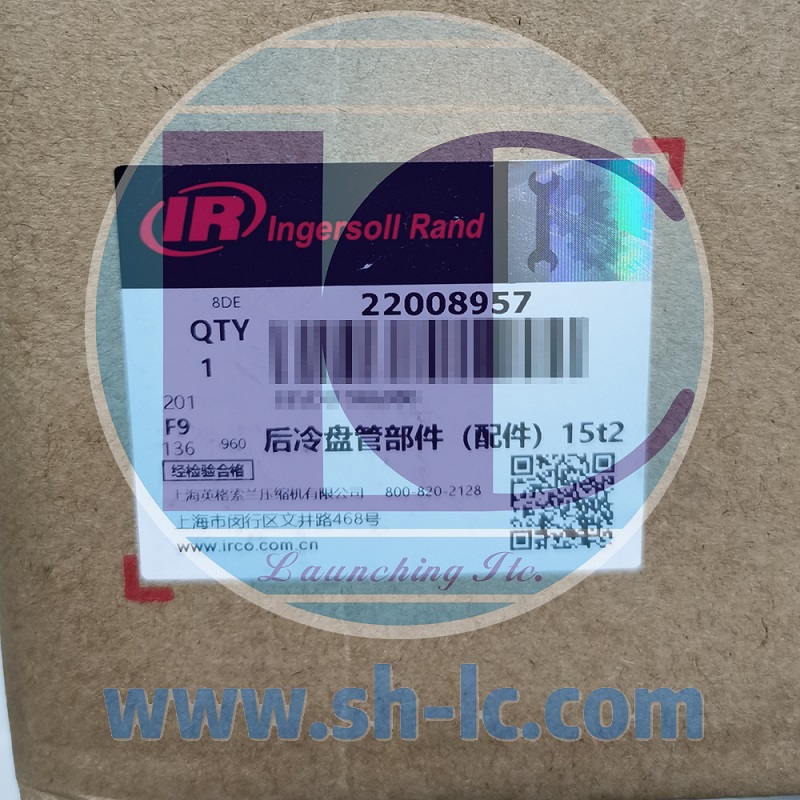 IR Ingersoll Rand
8DE
22008957
QTY
1
201
F9
136 960
后冷盘管部件（配件）15t2
经检验合格
上海英格索兰压缩机有限公司 800-820-2128
上海市闵行区文井路468号
www.irco.com.cn
LC
Launching Itc.
www.sh-lc.com